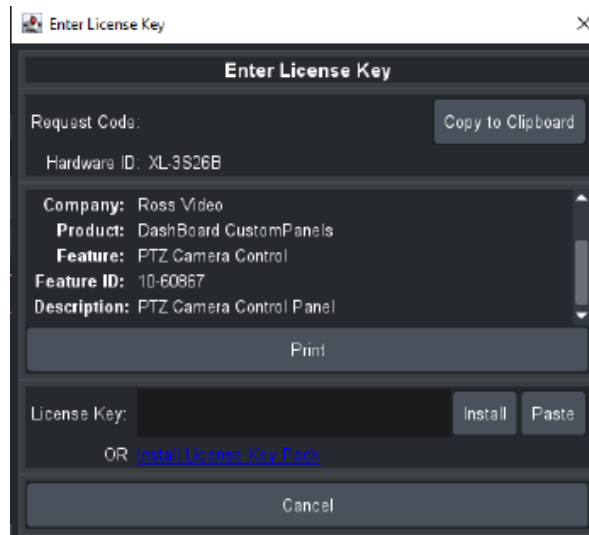 Enter License Key
Enter License Key
Request Code:
Copy to Clipboard
Hardware ID: XL-3S26B
Company: Ross Video
Product: DashBoard CustomPanels
Feature: PTZ Camera Control
Feature ID: 10-60867
Description: PTZ Camera Control Panel
Print
License Key:
Install
Paste
OR Install License Key Pack
Cancel